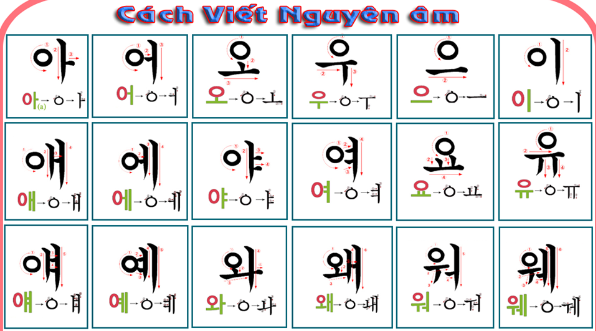 Cách Viết Nguyên âm
아 어 오 우 으 이
아(a)→ㅇ→ㅏ 어→ㅇ→ㅓ 오→ㅇ→ㅗ 우→ㅇ→ㅜ 으→ㅇ→ㅡ 이→ㅇ→ㅣ
애 에 야 여 요 유
애→ㅇ→ㅐ 에→ㅇ→ㅔ 야→ㅇ→ㅑ 여→ㅇ→ㅕ 요→ㅇ→ㅛ 유→ㅇ→ㅠ
얘 예 와 왜 워 웨
얘→ㅇ→ㅒ 예→ㅇ→ㅖ 와→ㅇ→ㅘ 왜→ㅇ→ㅙ 워→ㅇ→ㅝ 웨→ㅇ→ㅞ